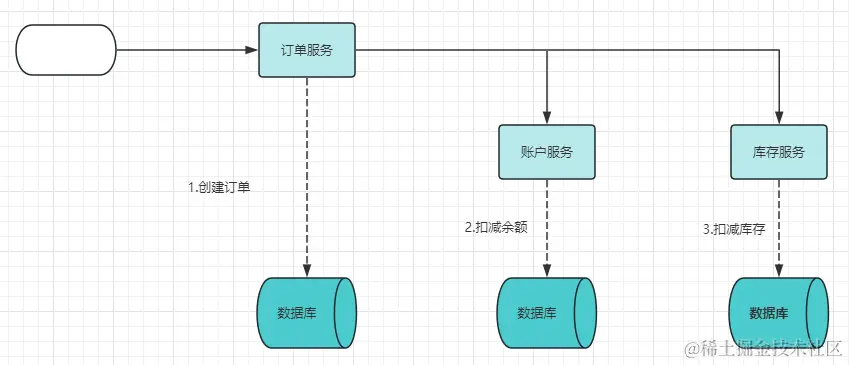 订单服务
账户服务
库存服务
1.创建订单
2.扣减余额
3.扣减库存
数据库
数据库
数据库
@稀土掘金技术社区